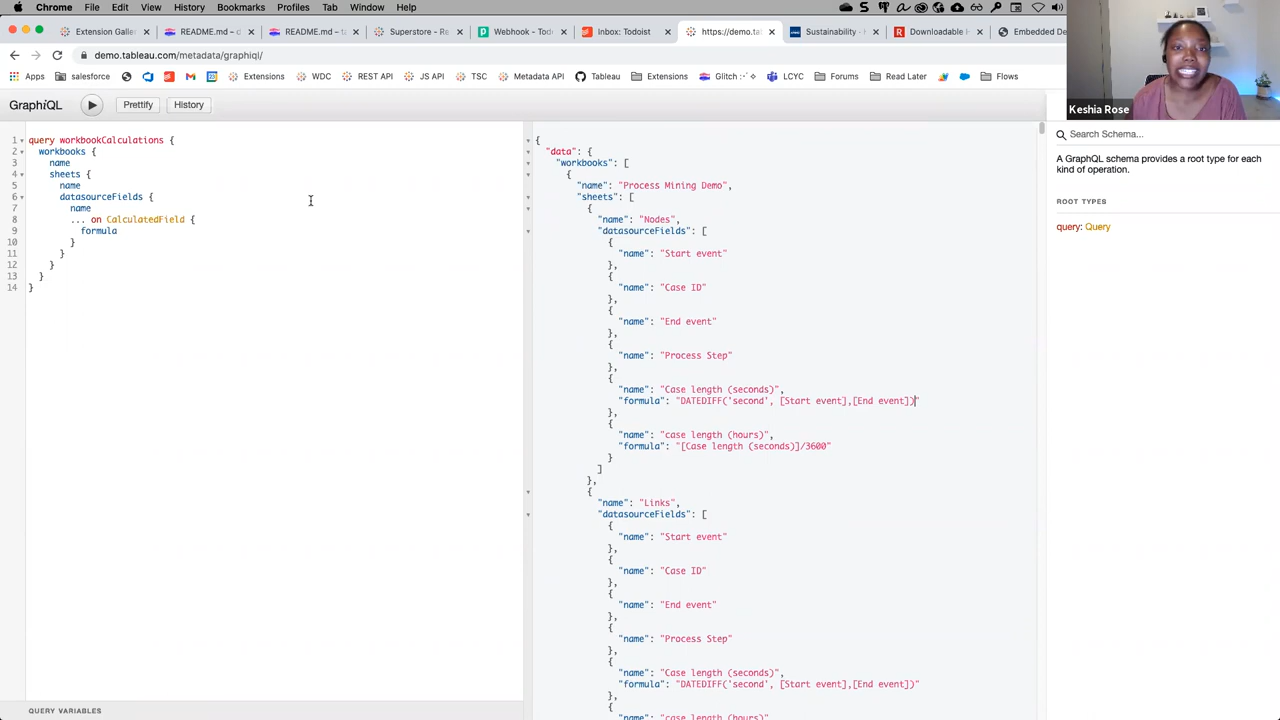 Chrome File Edit View History Bookmarks Profiles Tab Window Help
Extension Galle
README.md – d
README.md – ta
Superstore - Re
Webhook - Todo
Inbox: Todoist
https://demo.ta
Sustainability -
Downloadable
Embedded De
demo.tableau.com/metadata/graphiql/
Apps salesforce Extensions WDC REST API JS API TSC Metadata API Tableau Extensions Glitch LCYC Forums Read Later Flows
Keshia Rose
GraphiQL Prettify History
1 query workbookCalculations {
2 workbooks {
3 name
4 sheets {
5 name
6 datasourceFields {
7 name
8 ... on CalculatedField {
9 formula
10 }
11 }
12 }
13 }
14 }
QUERY VARIABLES
{
"data": {
"workbooks": [
{
"name": "Process Mining Demo",
"sheets": [
{
"name": "Nodes",
"datasourceFields": [
{
"name": "Start event"
},
{
"name": "Case ID"
},
{
"name": "End event"
},
{
"name": "Process Step"
},
{
"name": "Case length (seconds)",
"formula": "DATEDIFF('second', [Start event],[End event])"
},
{
"name": "case length (hours)",
"formula": "[Case length (seconds)]/3600"
}
]
},
{
"name": "Links",
"datasourceFields": [
{
"name": "Start event"
},
{
"name": "Case ID"
},
{
"name": "End event"
},
{
"name": "Process Step"
},
{
"name": "Case length (seconds)",
"formula": "DATEDIFF('second', [Start event],[End event])"
},
{
"name": "case length (hours)"
Search Schema...
A GraphQL schema provides a root type for each
kind of operation.
ROOT TYPES
query: Query